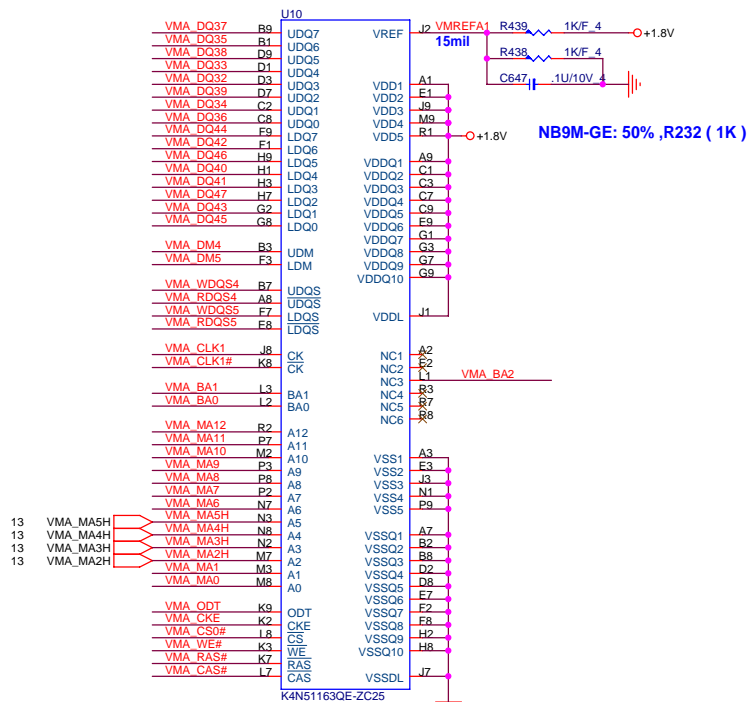 U10
VMA_DQ37 B9 UDQ7 VREF J2 VMREFA1 R439 1K/F_4 +1.8V
VMA_DQ35 B1 UDQ6 15mil
VMA_DQ38 D9 UDQ5 R438 1K/F_4
VMA_DQ33 D1 UDQ4
VMA_DQ32 D3 UDQ3 VDD1 A1 C647 .1U/10V_4
VMA_DQ39 D7 UDQ2 VDD2 E1
VMA_DQ34 C2 UDQ1 VDD3 J9
VMA_DQ36 C8 UDQ0 VDD4 M9
VMA_DQ44 F9 LDQ7 VDD5 R1 +1.8V NB9M-GE: 50% ,R232 ( 1K )
VMA_DQ42 F1 LDQ6
VMA_DQ46 H9 LDQ5 VDDQ1 A9
VMA_DQ40 H1 LDQ4 VDDQ2 C1
VMA_DQ41 H3 LDQ3 VDDQ3 C3
VMA_DQ47 H7 LDQ2 VDDQ4 C7
VMA_DQ43 G2 LDQ1 VDDQ5 C9
VMA_DQ45 G8 LDQ0 VDDQ6 E9
VDDQ7 G1
VMA_DM4 B3 UDM VDDQ8 G3
VMA_DM5 F3 LDM VDDQ9 G7
VDDQ10 G9
VMA_WDQS4 B7 UDQS
VMA_RDQS4 A8 UDQS
VMA_WDQS5 F7 LDQS VDDL J1
VMA_RDQS5 E8 LDQS
VMA_CLK1 J8 CK NC1 A2
VMA_CLK1# K8 CK NC2 E2
NC3 L1 VMA_BA2
VMA_BA1 L3 BA1 NC4 R3
VMA_BA0 L2 BA0 NC5 R7
NC6 R8
VMA_MA12 R2 A12
VMA_MA11 P7 A11
VMA_MA10 M2 A10 VSS1 A3
VMA_MA9 P3 A9 VSS2 E3
VMA_MA8 P8 A8 VSS3 J3
VMA_MA7 P2 A7 VSS4 N1
VMA_MA6 N7 A6 VSS5 P9
13 VMA_MA5H VMA_MA5H N3 A5
13 VMA_MA4H VMA_MA4H N8 A4 VSSQ1 A7
13 VMA_MA3H VMA_MA3H N2 A3 VSSQ2 B2
13 VMA_MA2H VMA_MA2H M7 A2 VSSQ3 B8
VMA_MA1 M3 A1 VSSQ4 D2
VMA_MA0 M8 A0 VSSQ5 D8
VSSQ6 E7
VMA_ODT K9 ODT VSSQ7 F2
VMA_CKE K2 CKE VSSQ8 F8
VMA_CS0# L8 CS VSSQ9 H2
VMA_WE# K3 WE VSSQ10 H8
VMA_RAS# K7 RAS
VMA_CAS# L7 CAS VSSDL J7
K4N51163QE-ZC25